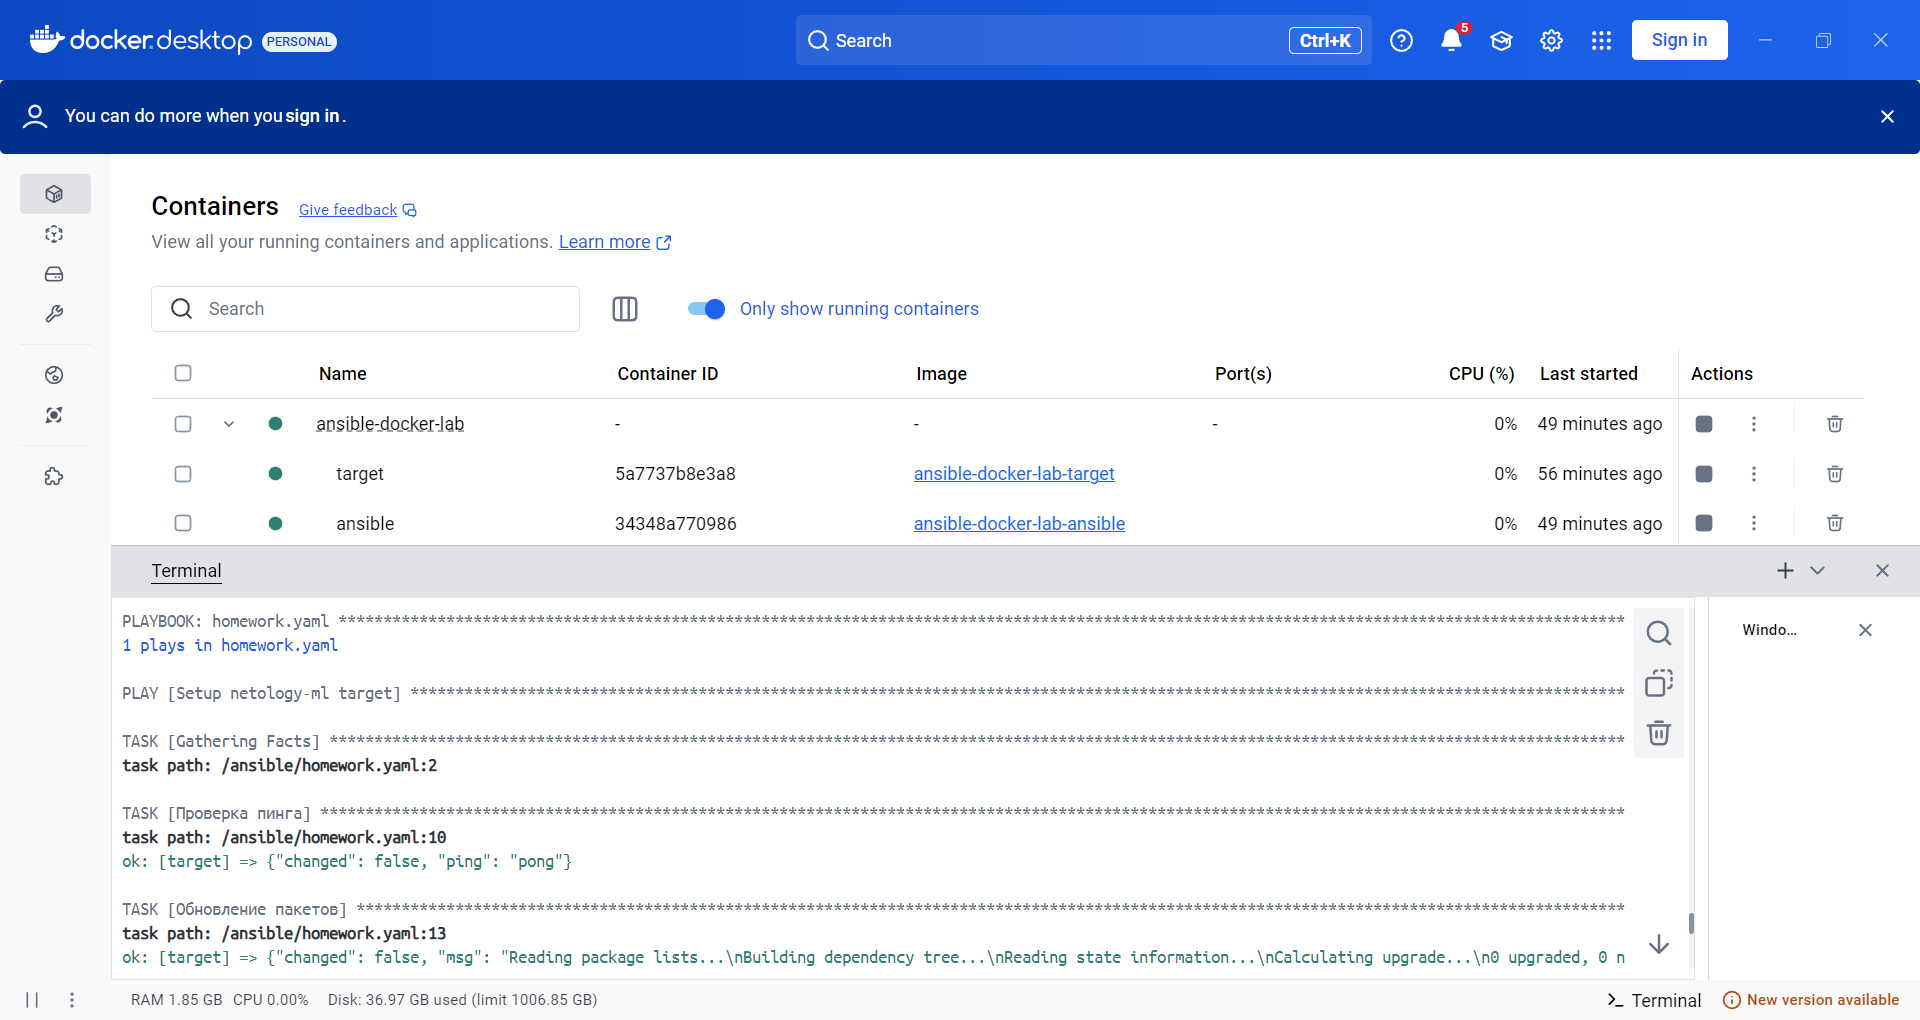 docker.desktop PERSONAL
Search
Ctrl+K
5
Sign in
You can do more when you sign in.
Containers
Give feedback
View all your running containers and applications. Learn more
Search
Only show running containers
Name Container ID Image Port(s) CPU (%) Last started Actions
ansible-docker-lab - - - 0% 49 minutes ago
target 5a7737b8e3a8 ansible-docker-lab-target 0% 56 minutes ago
ansible 34348a770986 ansible-docker-lab-ansible 0% 49 minutes ago
Terminal
PLAYBOOK: homework.yaml ***********************************************************************************************************************************************
1 plays in homework.yaml
PLAY [Setup netology-ml target] ***************************************************************************************************************************************
TASK [Gathering Facts] ************************************************************************************************************************************************
task path: /ansible/homework.yaml:2
TASK [Проверка пинга] *************************************************************************************************************************************************
task path: /ansible/homework.yaml:10
ok: [target] => {"changed": false, "ping": "pong"}
TASK [Обновление пакетов] *********************************************************************************************************************************************
task path: /ansible/homework.yaml:13
ok: [target] => {"changed": false, "msg": "Reading package lists...\nBuilding dependency tree...\nReading state information...\nCalculating upgrade...\n0 upgraded, 0 n
Windo...
RAM 1.85 GB CPU 0.00% Disk: 36.97 GB used (limit 1006.85 GB)
Terminal
New version available